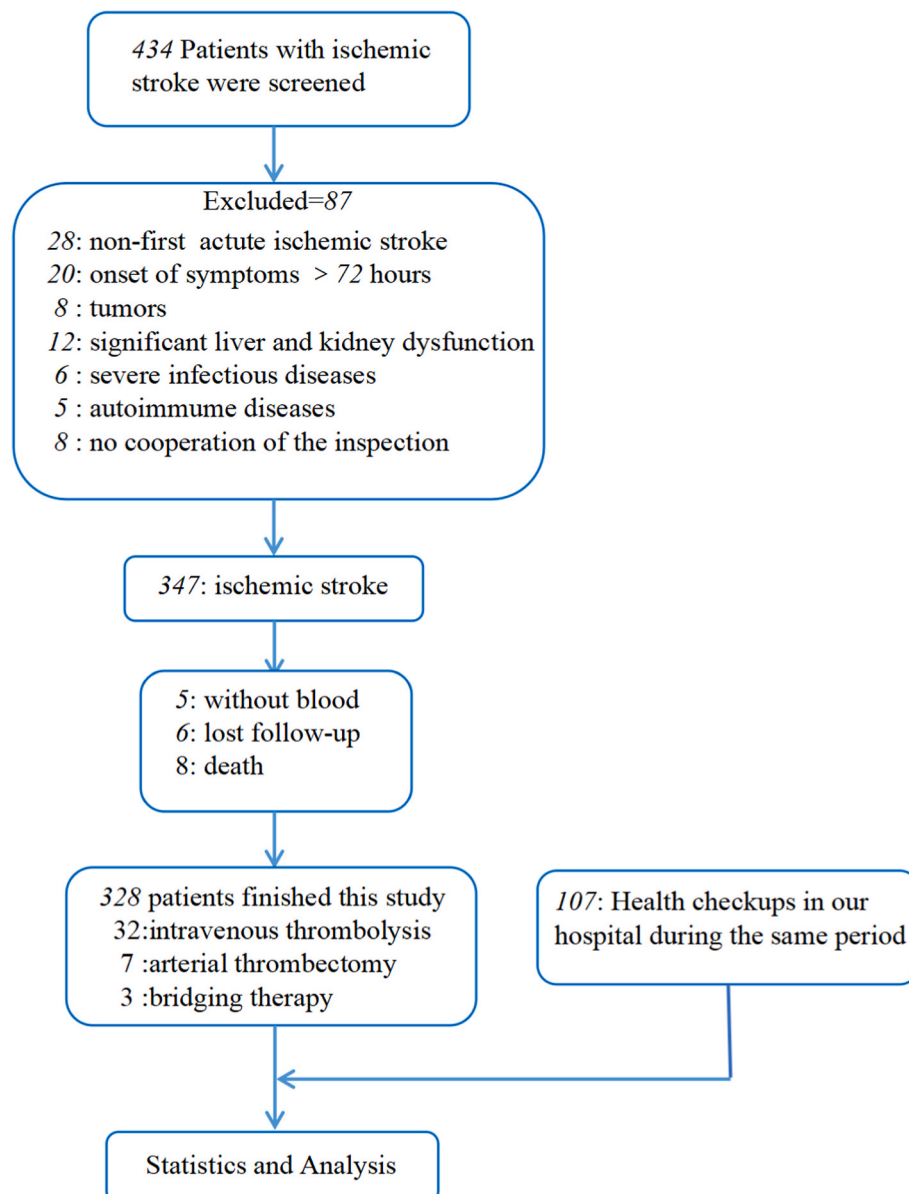 434 Patients with ischemic
stroke were screened
Excluded=87
28: non-first actute ischemic stroke
20: onset of symptoms > 72 hours
8 : tumors
12: significant liver and kidney dysfunction
6 : severe infectious diseases
5 : autoimmume diseases
8 : no cooperation of the inspection
347: ischemic stroke
5: without blood
6: lost follow-up
8: death
328 patients finished this study
32:intravenous thrombolysis
7 :arterial thrombectomy
3 :bridging therapy
107: Health checkups in our
hospital during the same period
Statistics and Analysis